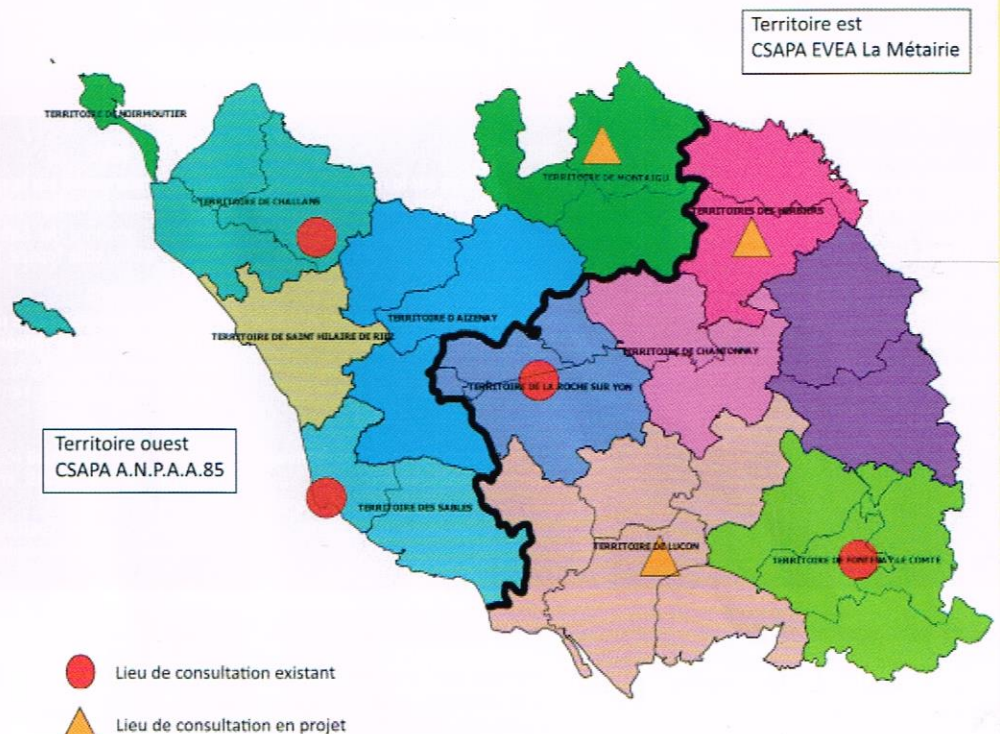 Territoire est
CSAPA EVEA La Métairie
TERRITOIRE DE NOIRMOUTIER
TERRITOIRE DE MONTAIGU
TERRITOIRE DE CHALLANS
TERRITOIRES DES HERBIERS
TERRITOIRE D AIZENAY
TERRITOIRE DE SAINT HILAIRE DE RIEZ
TERRITOIRE DE CHANTONNAY
TERRITOIRE DE LA ROCHE SUR YON
Territoire ouest
CSAPA A.N.P.A.A.85
TERRITOIRE DES SABLES
TERRITOIRE DE LUCON
TERRITOIRE DE FONTENAY LE COMTE
Lieu de consultation existant
Lieu de consultation en projet